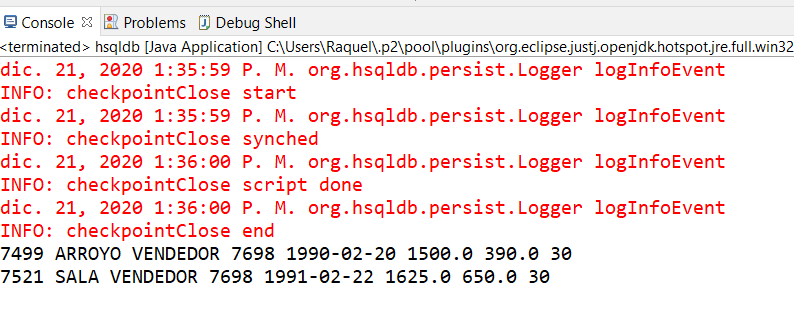 Console Problems Debug Shell
<terminated> hsqldb [Java Application] C:\Users\Raquel\.p2\pool\plugins\org.eclipse.justj.openjdk.hotspot.jre.full.win32
dic. 21, 2020 1:35:59 P. M. org.hsqldb.persist.Logger logInfoEvent
INFO: checkpointClose start
dic. 21, 2020 1:35:59 P. M. org.hsqldb.persist.Logger logInfoEvent
INFO: checkpointClose synched
dic. 21, 2020 1:36:00 P. M. org.hsqldb.persist.Logger logInfoEvent
INFO: checkpointClose script done
dic. 21, 2020 1:36:00 P. M. org.hsqldb.persist.Logger logInfoEvent
INFO: checkpointClose end
7499 ARROYO VENDEDOR 7698 1990-02-20 1500.0 390.0 30
7521 SALA VENDEDOR 7698 1991-02-22 1625.0 650.0 30